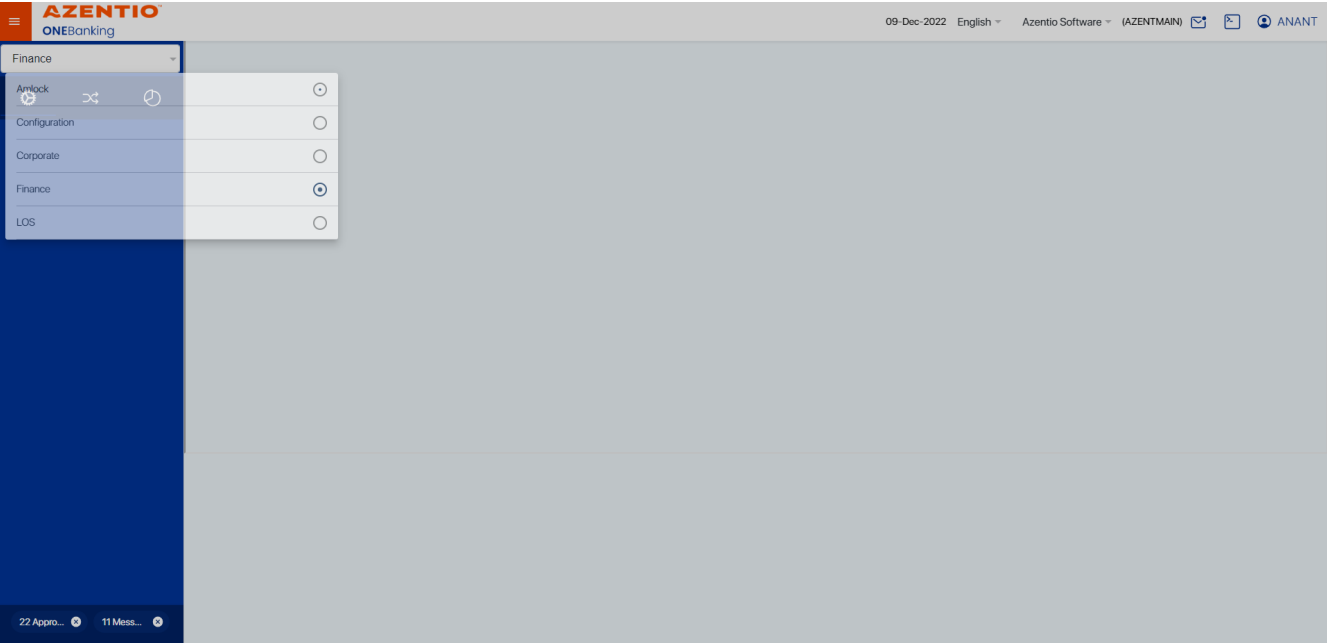 AZENTIO
ONEBanking
09-Dec-2022 English Azentio Software (AZENTMAIN) ANANT
Finance
Amlock
Configuration
Corporate
Finance
LOS
22 Appro... 11 Mess...